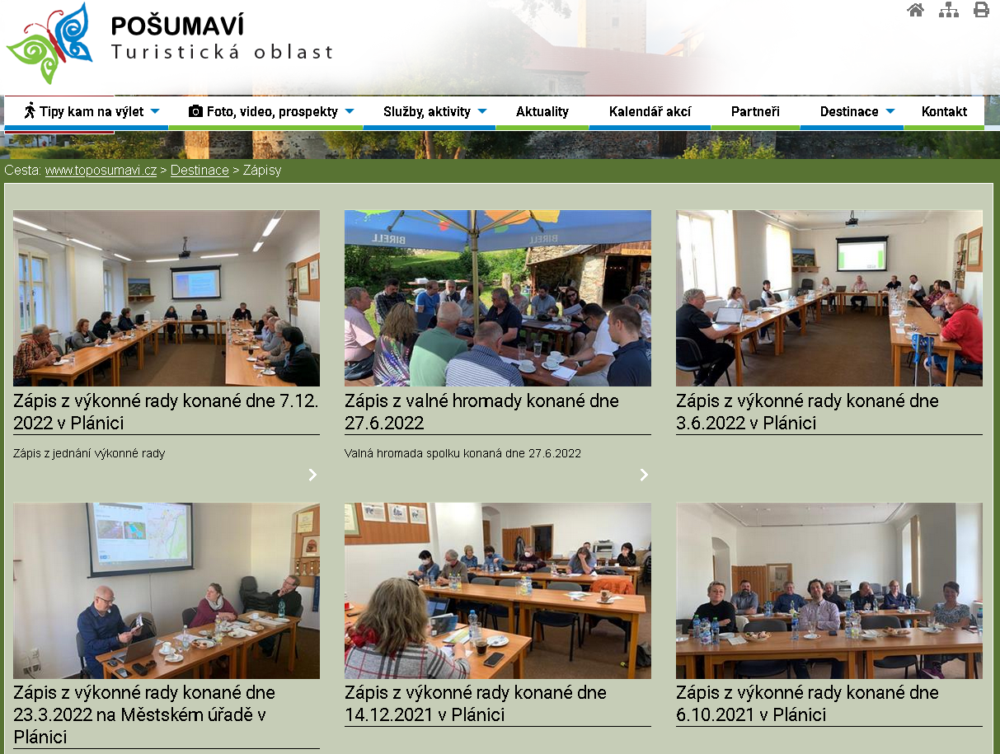 POŠUMAVÍ
Turistická oblast
Tipy kam na výlet Foto, video, prospekty Služby, aktivity Aktuality Kalendář akcí Partneři Destinace Kontakt
Cesta: www.toposumavi.cz > Destinace > Zápisy
BIRELL BIRELL
Zápis z výkonné rady konané dne 7.12.
2022 v Plánici
Zápis z jednání výkonné rady
Zápis z valné hromady konané dne
27.6.2022
Valná hromada spolku konaná dne 27.6.2022
Zápis z výkonné rady konané dne
3.6.2022 v Plánici
Zápis z výkonné rady konané dne
23.3.2022 na Městském úřadě v
Plánici
Zápis z výkonné rady konané dne
14.12.2021 v Plánici
Zápis z výkonné rady konané dne
6.10.2021 v Plánici